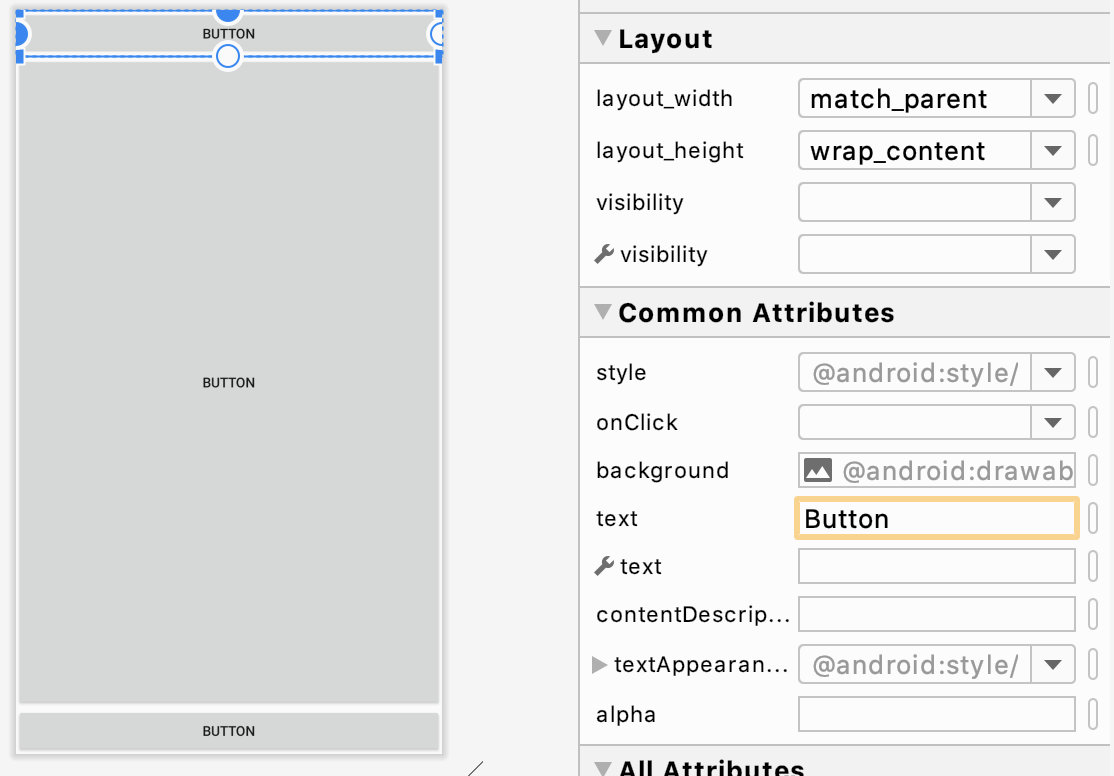 BUTTON
BUTTON
BUTTON
Layout
layout_width match_parent
layout_height wrap_content
visibility
visibility
Common Attributes
style @android:style/
onClick
background @android:drawab
text Button
text
contentDescrip...
textAppearan... @android:style/
alpha
All Attributes